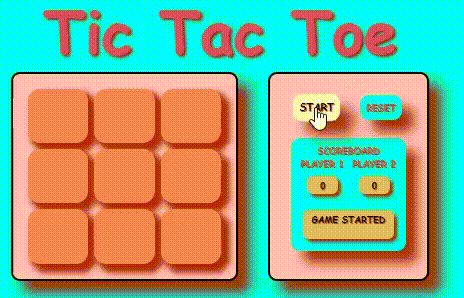 Tic Tac Toe
START RESET
SCOREBOARD
PLAYER 1 PLAYER 2
0 0
GAME STARTED